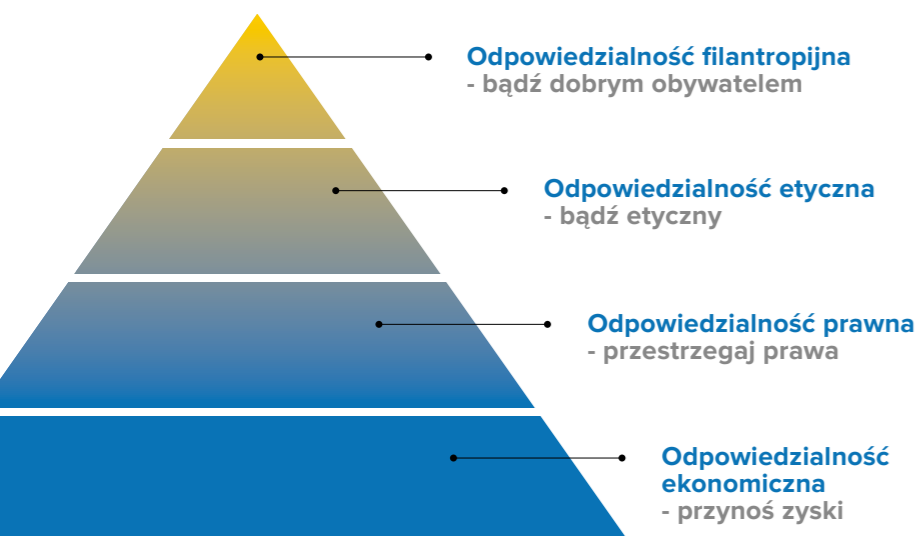 Odpowiedzialność filantropijna
- bądź dobrym obywatelem
Odpowiedzialność etyczna
- bądź etyczny
Odpowiedzialność prawna
- przestrzegaj prawa
Odpowiedzialność
ekonomiczna
- przynoś zyski